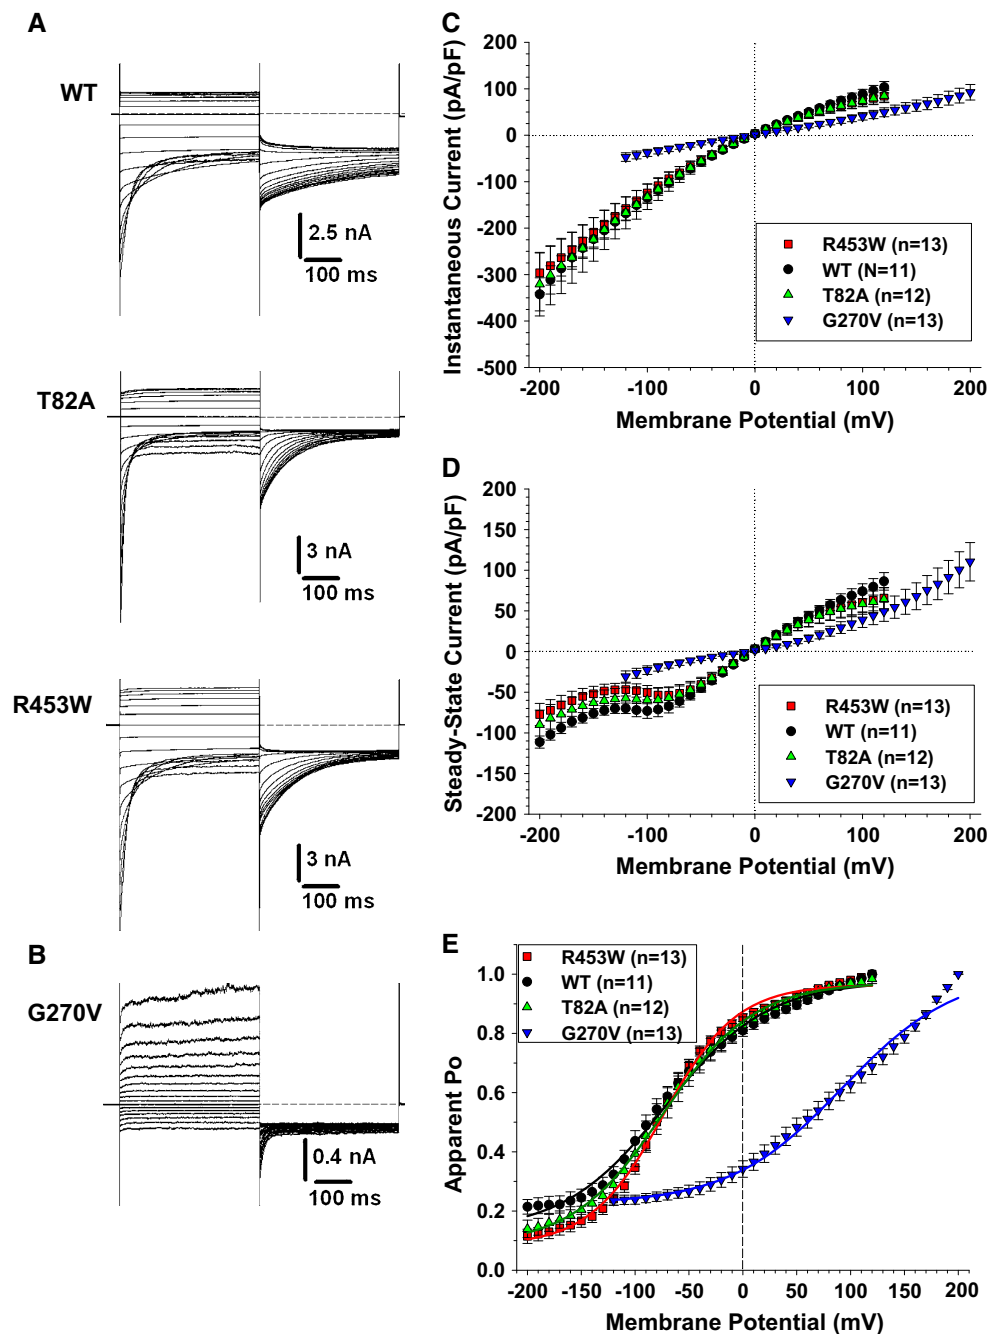 A
WT
2.5 nA
100 ms
T82A
3 nA
100 ms
R453W
3 nA
100 ms
B
G270V
0.4 nA
100 ms
C
Instantaneous Current (pA/pF)
200
100
0
-100
-200
-300
-400
-500
-200
-100
0
100
200
Membrane Potential (mV)
R453W (n=13)
WT (N=11)
T82A (n=12)
G270V (n=13)
D
Steady-State Current (pA/pF)
200
150
100
50
0
-50
-100
-150
-200
-200
-100
0
100
200
Membrane Potential (mV)
R453W (n=13)
WT (n=11)
T82A (n=12)
G270V (n=13)
E
Apparent Po
1.0
0.8
0.6
0.4
0.2
0.0
-200
-150
-100
-50
0
50
100
150
200
Membrane Potential (mV)
R453W (n=13)
WT (n=11)
T82A (n=12)
G270V (n=13)